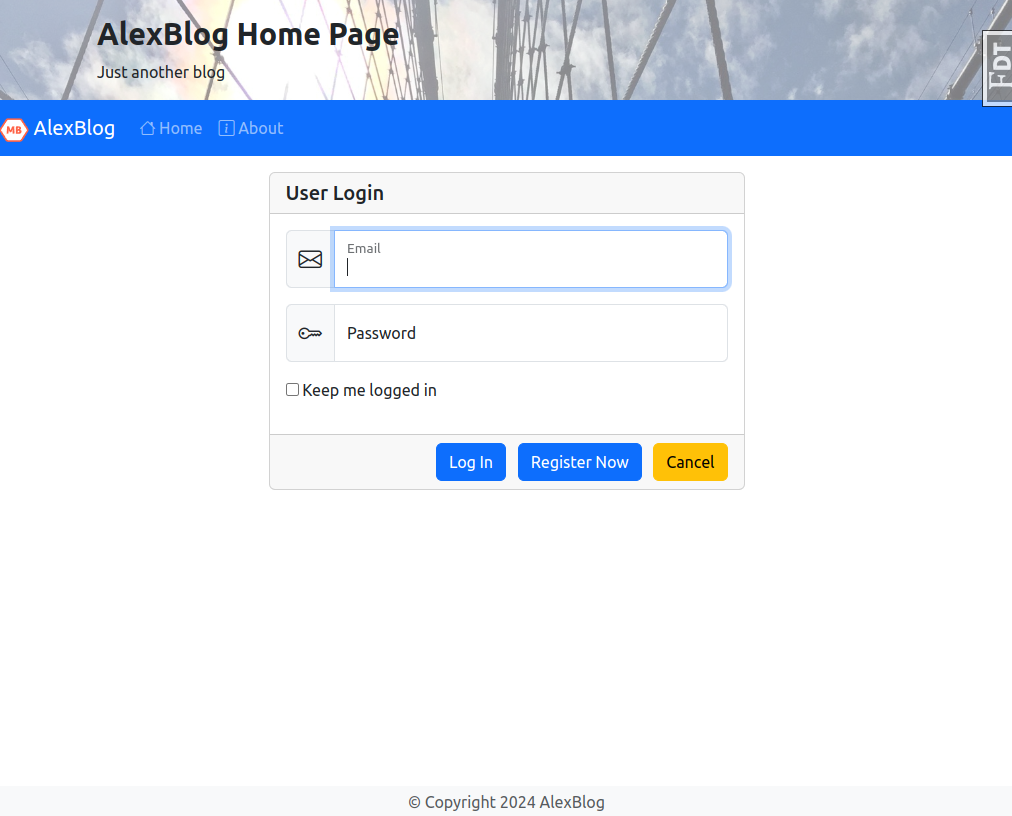 AlexBlog Home Page
Just another blog
DT
MB AlexBlog Home About
User Login
Email
Password
Keep me logged in
Log In Register Now Cancel
© Copyright 2024 AlexBlog